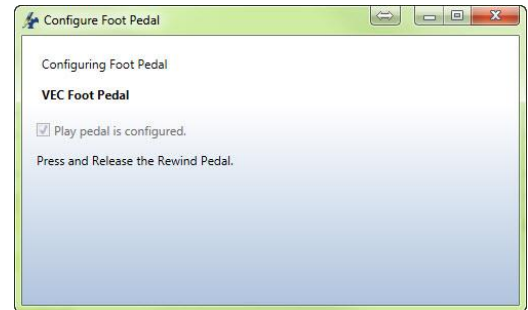 Configure Foot Pedal
Configuring Foot Pedal
VEC Foot Pedal
Play pedal is configured.
Press and Release the Rewind Pedal.